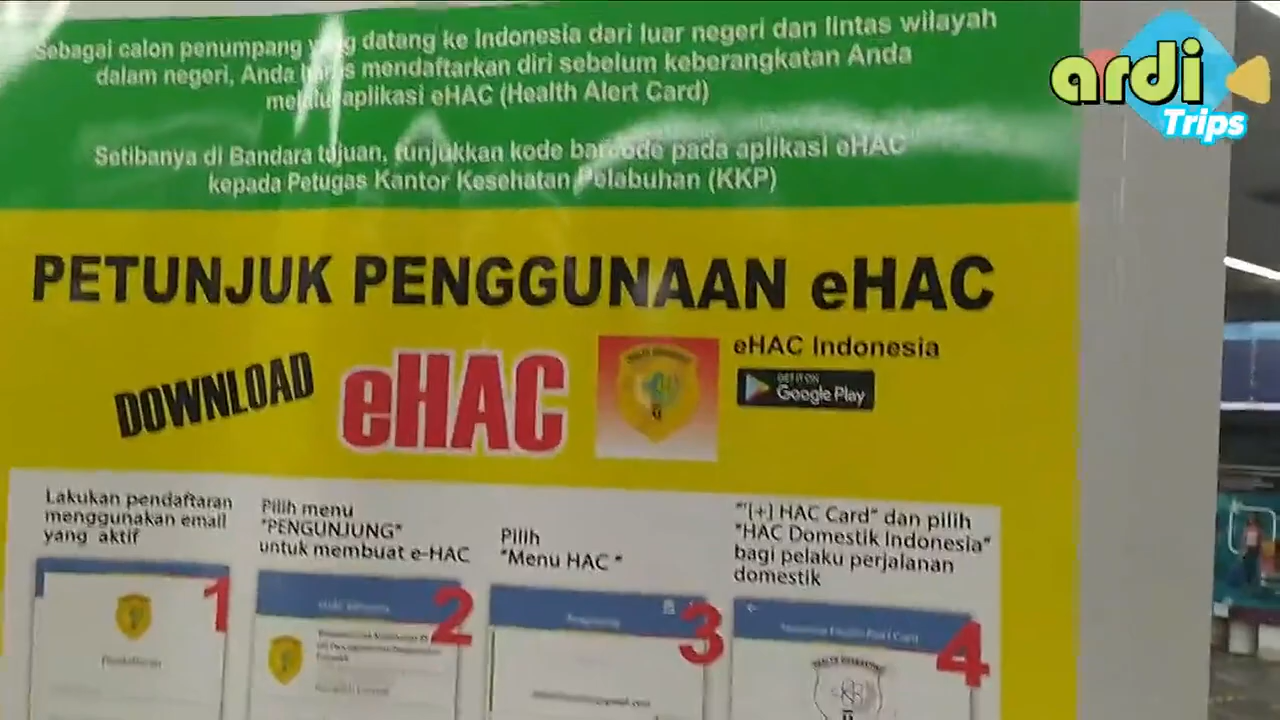 Sebagai calon penumpang yang datang ke Indonesia dari luar negeri dan lintas wilayah
dalam negeri, Anda harus mendaftarkan diri sebelum keberangkatan Anda
melalui aplikasi eHAC (Health Alert Card)
Setibanya di Bandara tujuan, tunjukkan kode barcode pada aplikasi eHAC
kepada Petugas Kantor Kesehatan Pelabuhan (KKP)
ardi
Trips
PETUNJUK PENGGUNAAN eHAC
DOWNLOAD
eHAC
eHAC Indonesia
GET IT ON
Google Play
Lakukan pendaftaran
menggunakan email
yang aktif
1
Pilih menu
"PENGUNJUNG"
untuk membuat e-HAC
2
Pilih
"Menu HAC "
3
"'[+] HAC Card" dan pilih
"HAC Domestik Indonesia"
bagi pelaku perjalanan
domestik
4
Pendaftaran